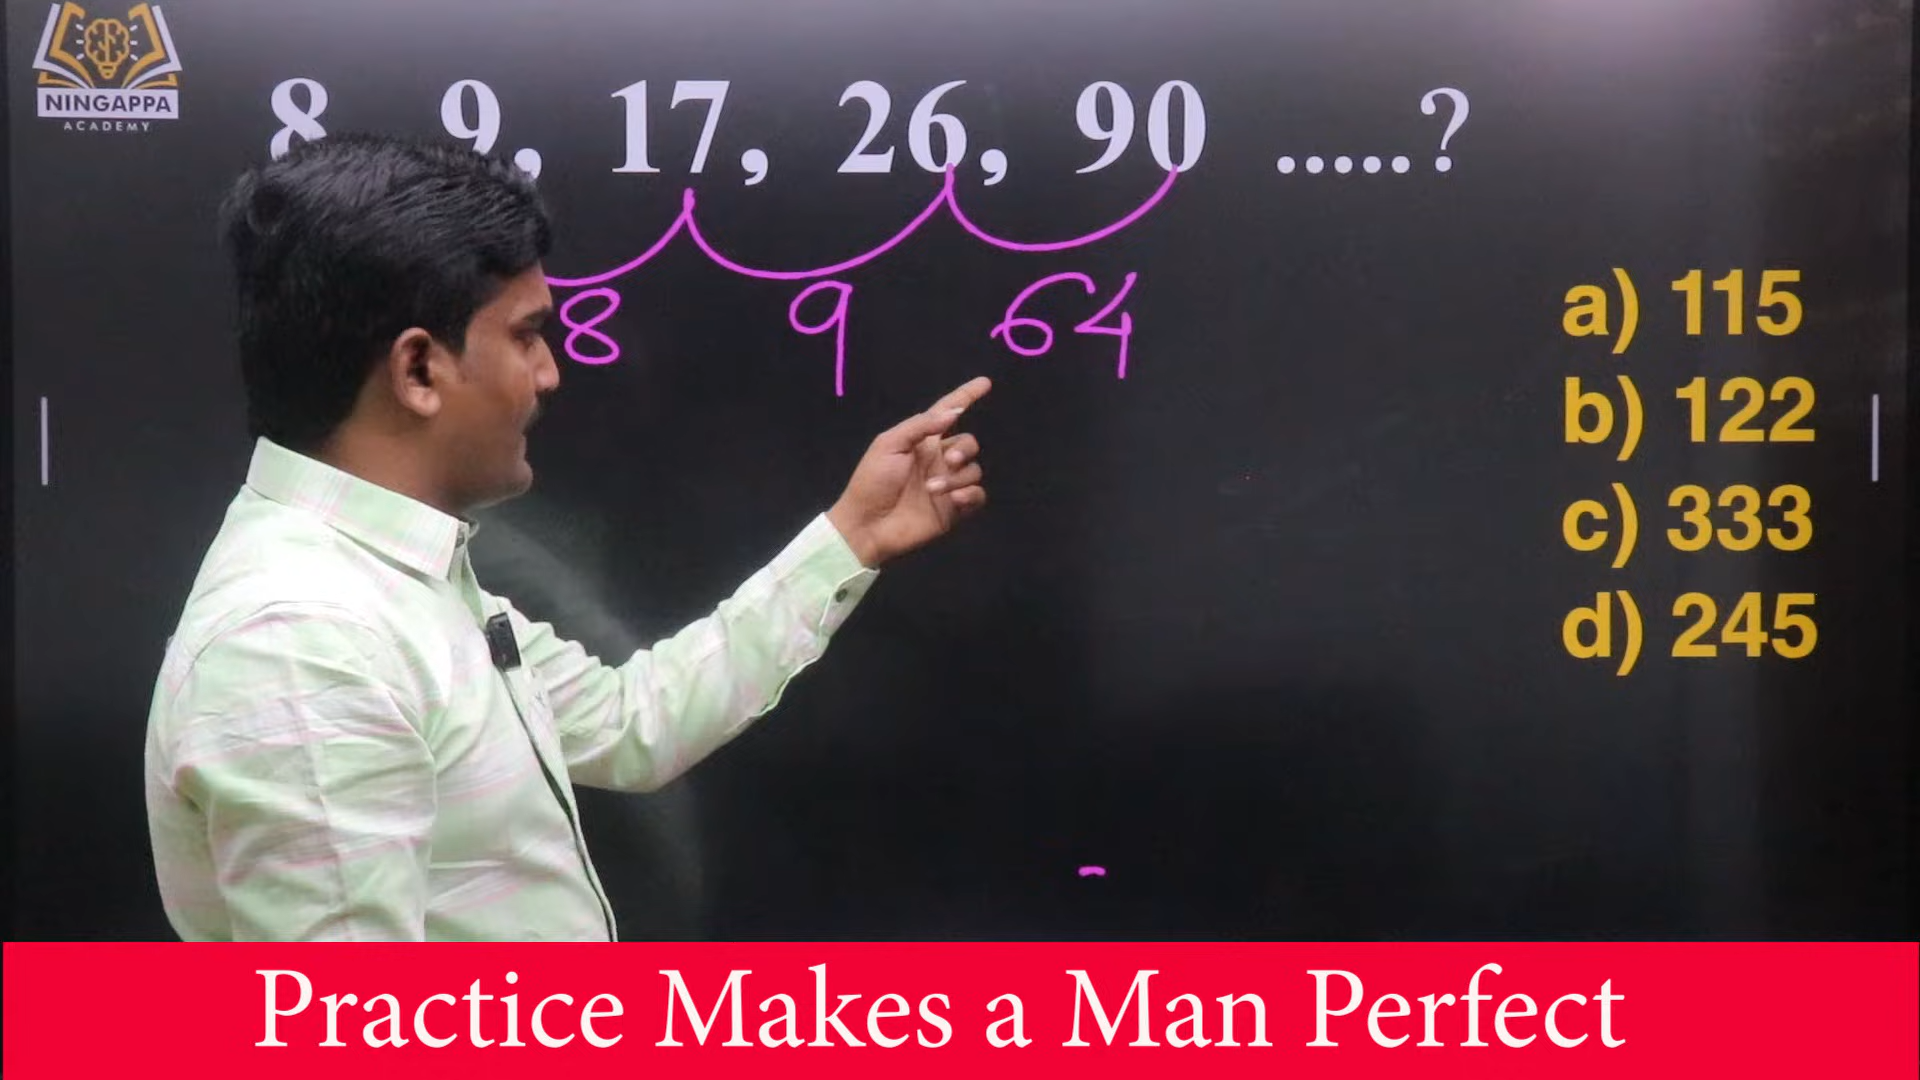 NINGAPPA
ACADEMY
8 9, 17, 26, 90 .....?
8 9 64
a) 115
b) 122
c) 333
d) 245
Practice Makes a Man Perfect